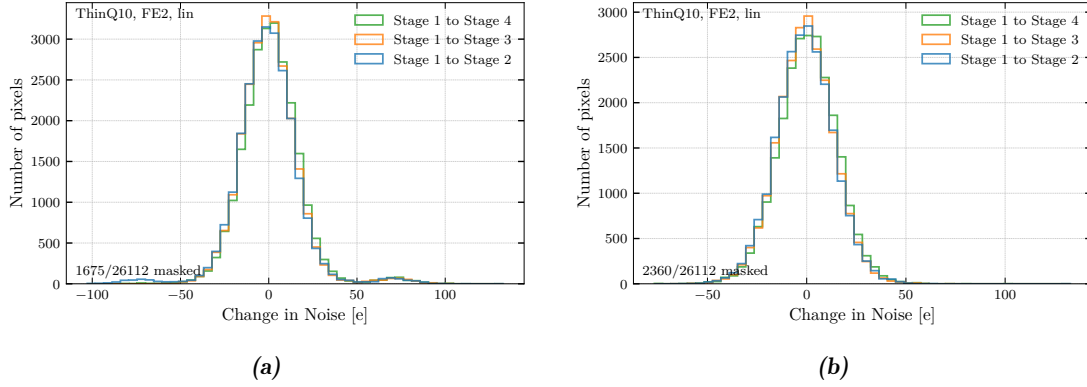 ThinQ10, FE2, lin
Stage 1 to Stage 4
Stage 1 to Stage 3
Stage 1 to Stage 2
Number of pixels
3000
2500
2000
1500
1000
500
0
1675/26112 masked
−100
−50
0
50
100
Change in Noise [e]
(a)
ThinQ10, FE2, lin
Stage 1 to Stage 4
Stage 1 to Stage 3
Stage 1 to Stage 2
Number of pixels
3000
2500
2000
1500
1000
500
0
2360/26112 masked
−50
0
50
100
Change in Noise [e]
(b)